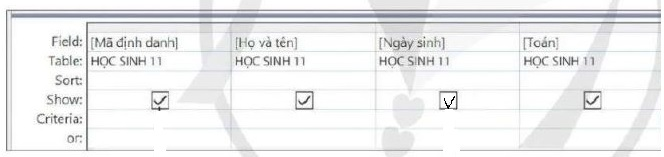 Field: [Mã định danh] [Họ và tên] [Ngày sinh] [Toán]
Table: HỌC SINH 11 HỌC SINH 11 HỌC SINH 11 HỌC SINH 11
Sort:
Show:
Criteria:
or: